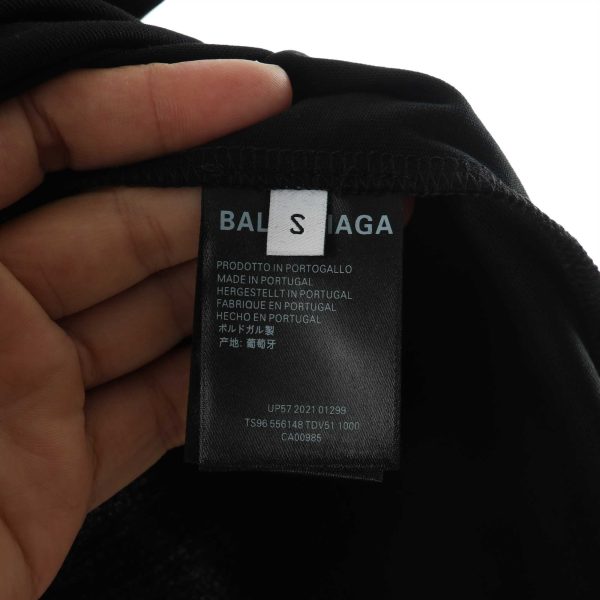 BAL IAGA
S
PRODOTTO IN PORTOGALLO
MADE IN PORTUGAL
HERGESTELLT IN PORTUGAL
FABRIQUE EN PORTUGAL
HECHO EN PORTUGAL
ポルドガル製
产地: 葡萄牙
UP57 2021 01299
TS96 556148 TDV51 1000
CA00985